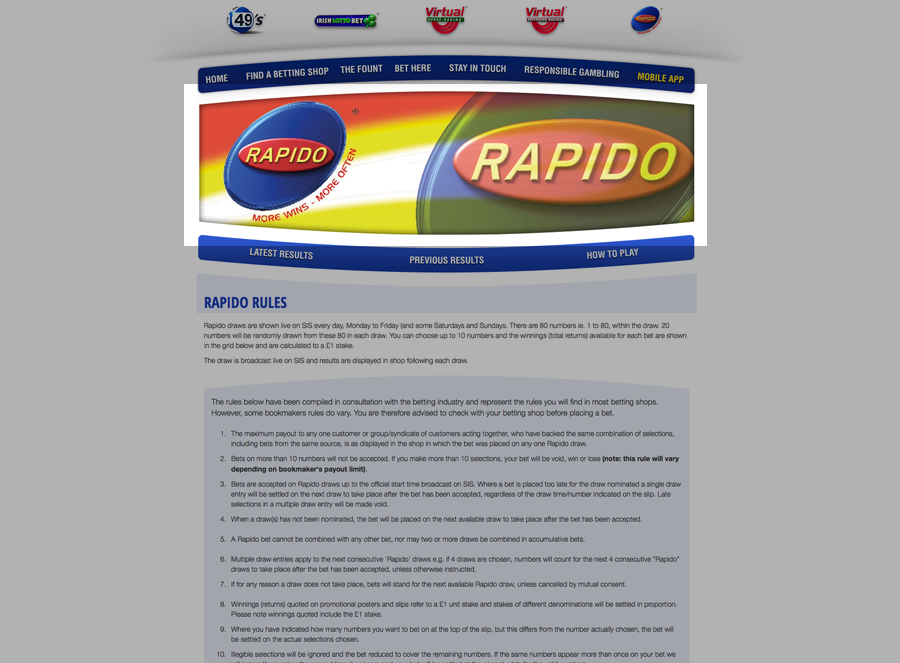 49's
IRISH LOTTO BET
Virtual
HORSE RACING
Virtual
GREYHOUND RACING
RAPIDO
HOME
FIND A BETTING SHOP
THE FOUNT
BET HERE
STAY IN TOUCH
RESPONSIBLE GAMBLING
MOBILE APP
RAPIDO
MORE WINS - MORE OFTEN
RAPIDO
LATEST RESULTS
PREVIOUS RESULTS
HOW TO PLAY
RAPIDO RULES
Rapido draws are shown live on SIS every day, Monday to Friday (and some Saturdays and Sundays. There are 80 numbers ie. 1 to 80, within the draw. 20
numbers will be randomly drawn from these 80 in each draw. You can choose up to 10 numbers and the winnings (total returns) available for each bet are shown
in the grid below and are calculated to a £1 stake.
The draw is broadcast live on SIS and results are displayed in shop following each draw.
The rules below have been compiled in consultation with the betting industry and represent the rules you will find in most betting shops.
However, some bookmakers rules do vary. You are therefore advised to check with your betting shop before placing a bet.
1. The maximum payout to any one customer or group/syndicate of customers acting together, who have backed the same combination of selections,
including bets from the same source, is as displayed in the shop in which the bet was placed on any one Rapido draw.
2. Bets on more than 10 numbers will not be accepted. If you make more than 10 selections, your bet will be void, win or lose (note: this rule will vary
depending on bookmaker's payout limit).
3. Bets are accepted on Rapido draws up to the official start time broadcast on SIS. Where a bet is placed too late for the draw nominated a single draw
entry will be settled on the next draw to take place after the bet has been accepted, regardless of the draw time/number indicated on the slip. Late
selections in a multiple draw entry will be made void.
4. When a draw(s) has not been nominated, the bet will be placed on the next available draw to take place after the bet has been accepted.
5. A Rapido bet cannot be combined with any other bet, nor may two or more draws be combined in accumulative bets.
6. Multiple draw entries apply to the next consecutive 'Rapido' draws e.g. if 4 draws are chosen, numbers will count for the next 4 consecutive "Rapido"
draws to take place after the bet has been accepted, unless otherwise instructed.
7. If for any reason a draw does not take place, bets will stand for the next available Rapido draw, unless cancelled by mutual consent.
8. Winnings (returns) quoted on promotional posters and slips refer to a £1 unit stake and stakes of different denominations will be settled in proportion.
Please note winnings quoted include the £1 stake.
9. Where you have indicated how many numbers you want to bet on at the top of the slip, but this differs from the number actually chosen, the bet will
be settled on the actual selections chosen.
10. Illegible selections will be ignored and the bet reduced to cover the remaining numbers. If the same numbers appear more than once on your bet we